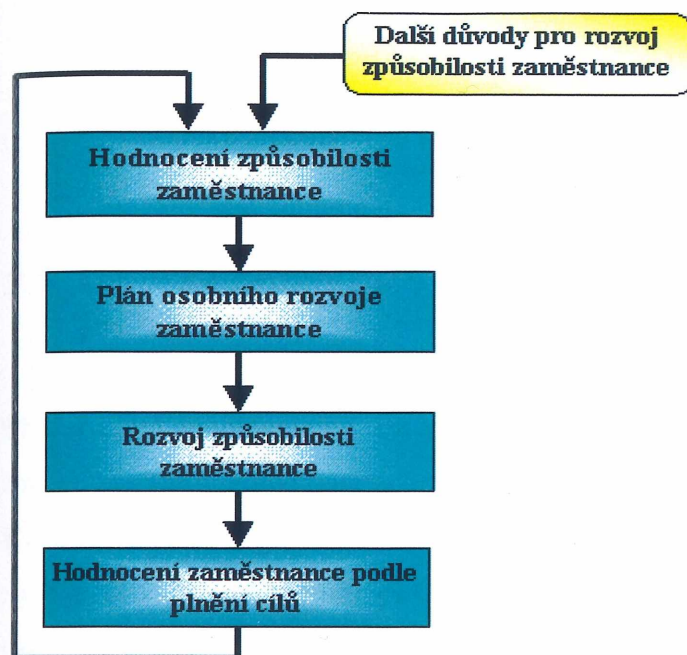 Další důvody pro rozvoj
způsobilosti zaměstnance
Hodnocení způsobilosti
zaměstnance
Plán osobního rozvoje
zaměstnance
Rozvoj způsobilosti
zaměstnance
Hodnocení zaměstnance podle
plnění cílů